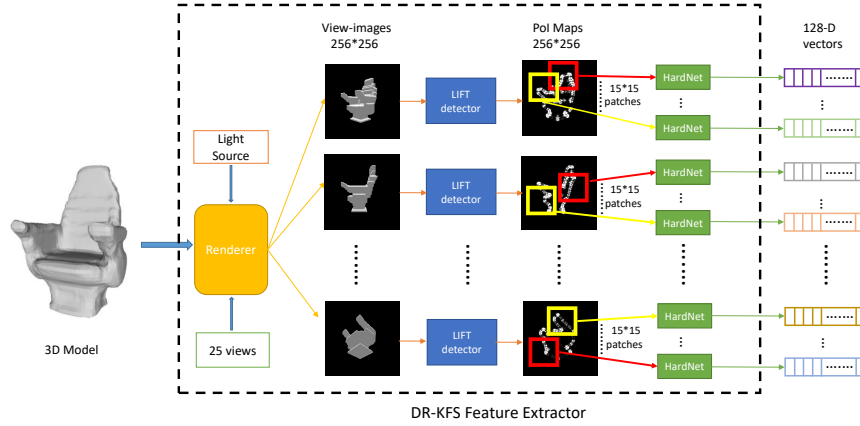 View-images
256*256
PoI Maps
256*256
128-D
vectors
Light
Source
Renderer
25 views
3D Model
LIFT
detector
15*15
patches
HardNet
HardNet
LIFT
detector
15*15
patches
HardNet
HardNet
LIFT
detector
15*15
patches
HardNet
HardNet
DR-KFS Feature Extractor